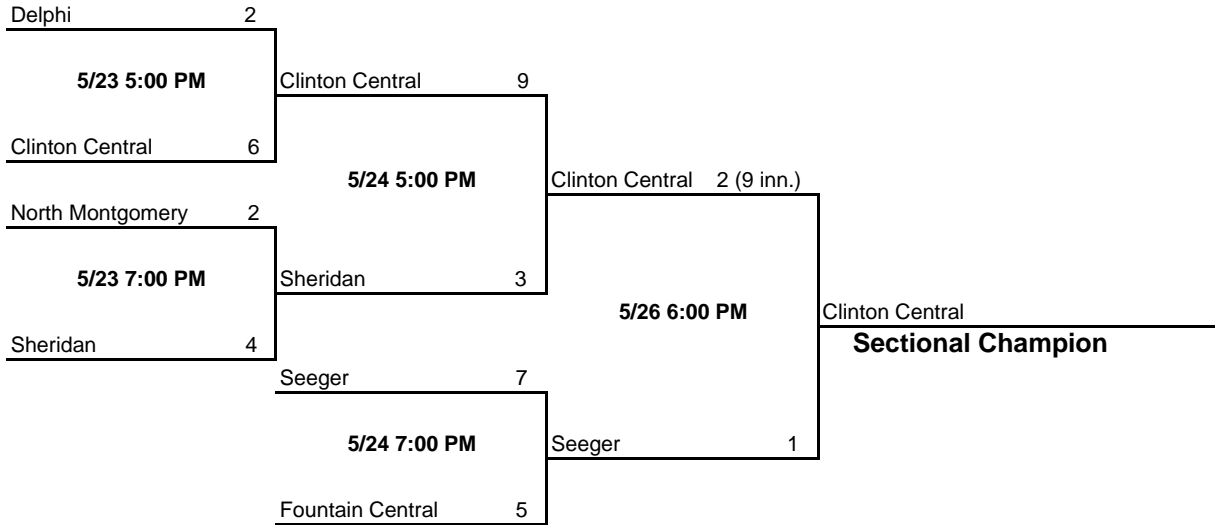 Delphi 2
5/23 5:00 PM
Clinton Central 9
Clinton Central 6
5/24 5:00 PM
Clinton Central 2 (9 inn.)
North Montgomery 2
5/23 7:00 PM
Sheridan 3
5/26 6:00 PM
Clinton Central
Sheridan 4
Sectional Champion
Seeger 7
5/24 7:00 PM
Seeger 1
Fountain Central 5